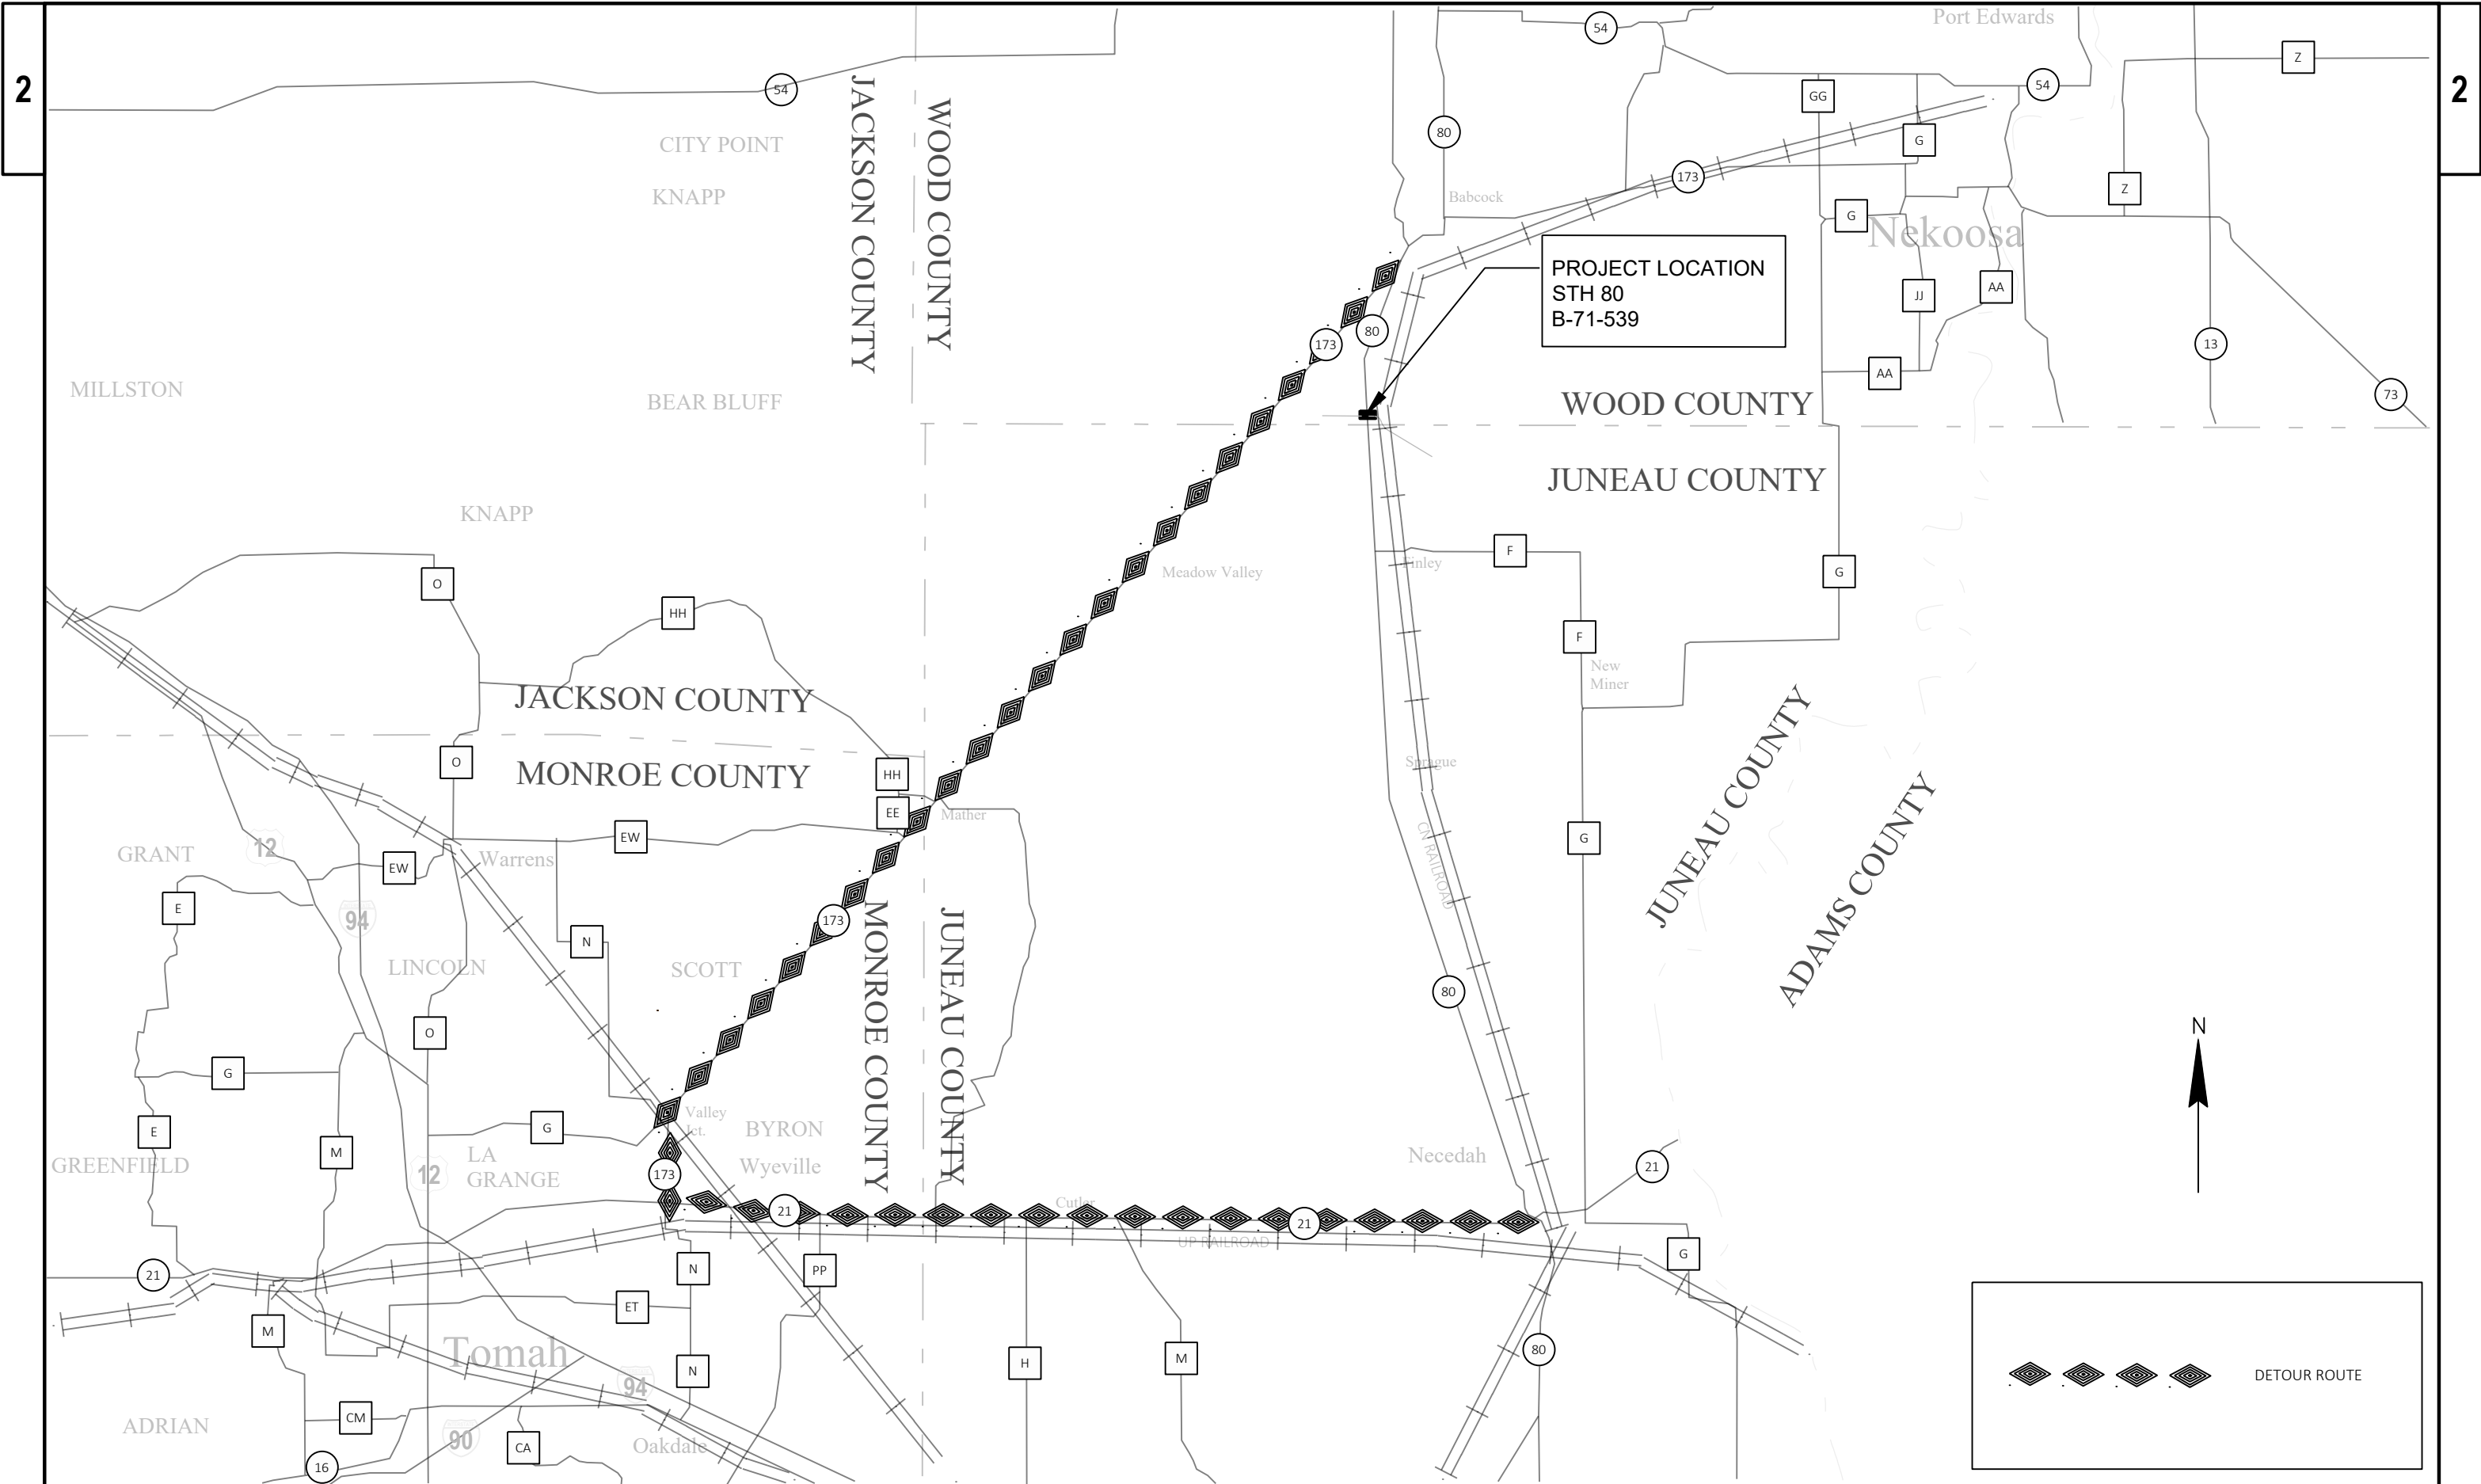 2
2
Port Edwards
54
Z
54
54
GG
80
G
JACKSON COUNTY
WOOD COUNTY
CITY POINT
KNAPP
Babcock
173
Z
G
Nekoosa
PROJECT LOCATION
STH 80
B-71-539
JJ
AA
80
173
13
AA
73
MILLSTON
BEAR BLUFF
WOOD COUNTY
JUNEAU COUNTY
KNAPP
F
Finley
Meadow Valley
G
O
HH
F
New
Miner
JACKSON COUNTY
MONROE COUNTY
O
HH
EE
Mather
Sprague
JUNEAU COUNTY
ADAMS COUNTY
EW
G
GRANT
12
EW
Warrens
CN RAILROAD
E
94
173
N
MONROE COUNTY
JUNEAU COUNTY
LINCOLN
SCOTT
80
O
N
G
Valley
Jct.
BYRON
Wyeville
E
G
M
GREENFIELD
12
LA
GRANGE
173
Necedah
21
Cutler
21
21
UP RAILROAD
G
21
N
PP
ET
M
Tomah
80
H
M
N
94
DETOUR ROUTE
ADRIAN
CM
90
CA
Oakdale
16